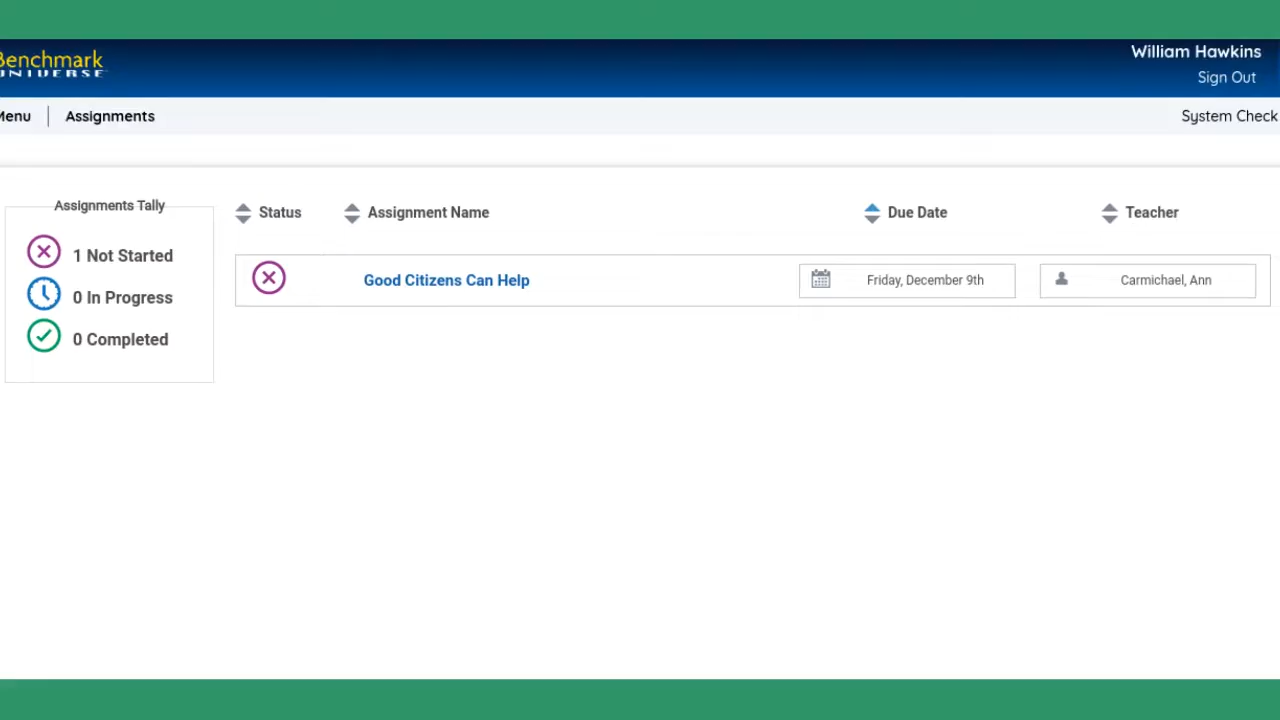 Benchmark
William Hawkins
UNIVERSE
Sign Out
Menu
Assignments
System Check
Assignments Tally
Status
Assignment Name
Due Date
Teacher
1 Not Started
Good Citizens Can Help
Friday, December 9th
Carmichael, Ann
0 In Progress
0 Completed